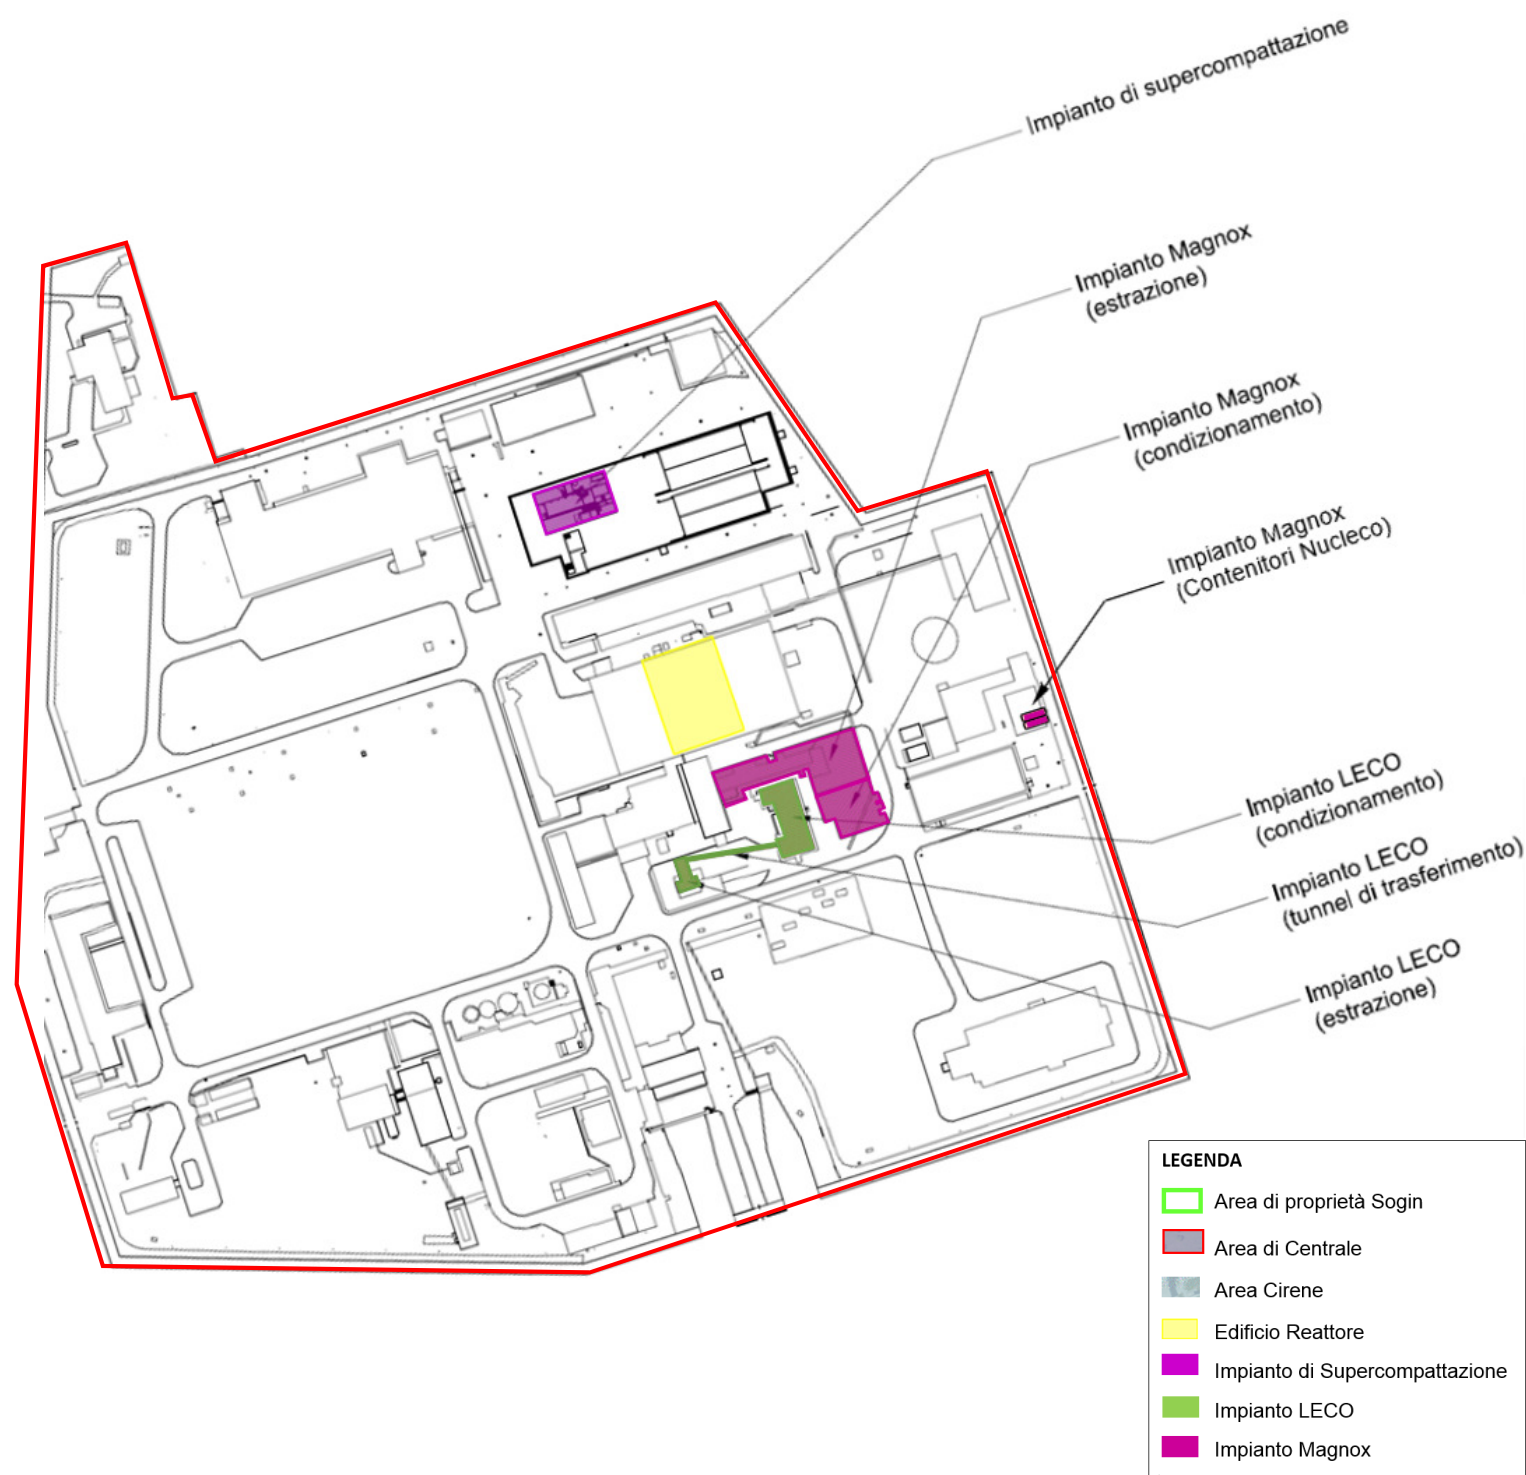 Impianto di supercompattazione
Impianto Magnox
(estrazione)
Impianto Magnox
(condizionamento)
Impianto Magnox
(Contenitori Nucleco)
Impianto LECO
(condizionamento)
Impianto LECO
(tunnel di trasferimento)
Impianto LECO
(estrazione)
LEGENDA
Area di proprietà Sogin
Area di Centrale
Area Cirene
Edificio Reattore
Impianto di Supercompattazione
Impianto LECO
Impianto Magnox